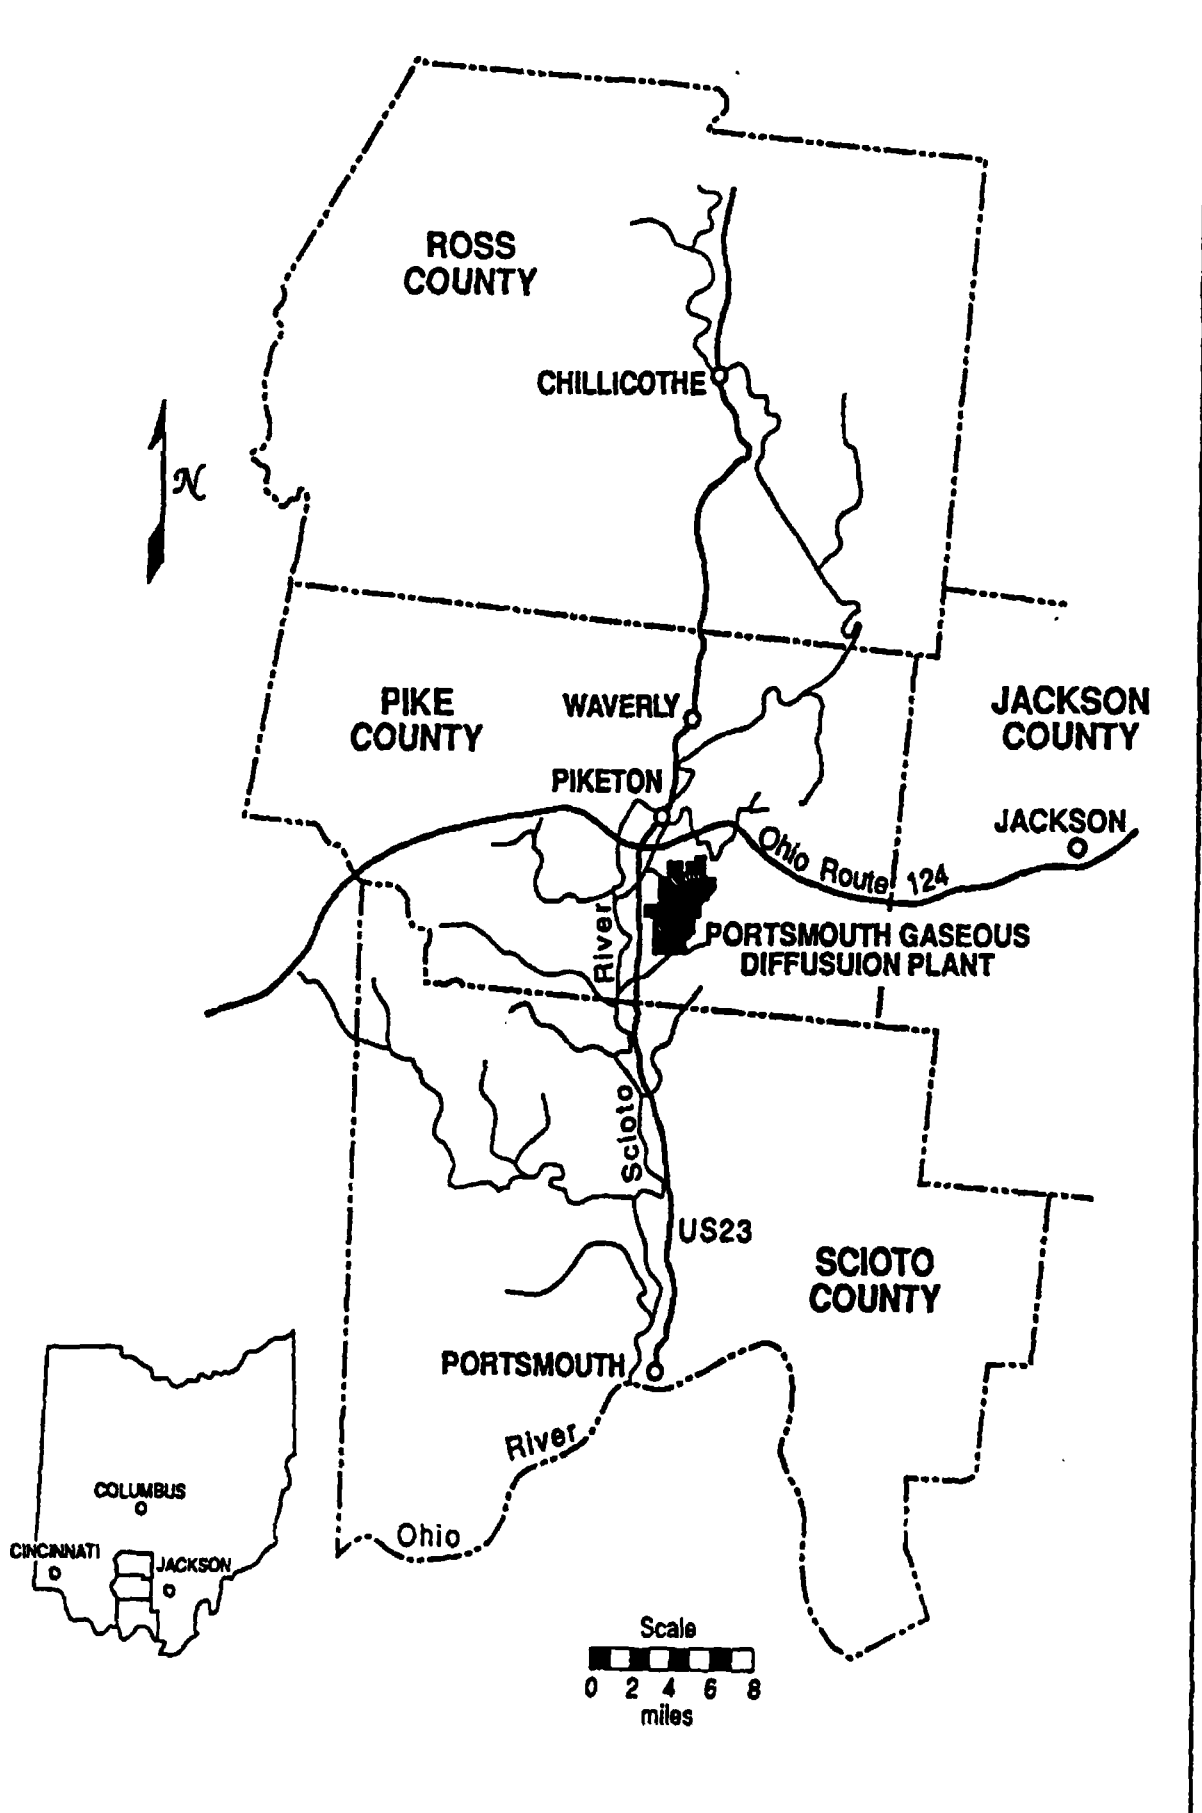 ROSS
COUNTY
CHILLICOTHE
N
PIKE
COUNTY
WAVERLY
JACKSON
COUNTY
PIKETON
JACKSON
Ohio Route 124
River
PORTSMOUTH GASEOUS
DIFFUSUION PLANT
Scioto
US23
SCIOTO
COUNTY
PORTSMOUTH
River
Ohio
COLUMBUS
CINCINNATI
JACKSON
Scale
0 2 4 6 8
miles